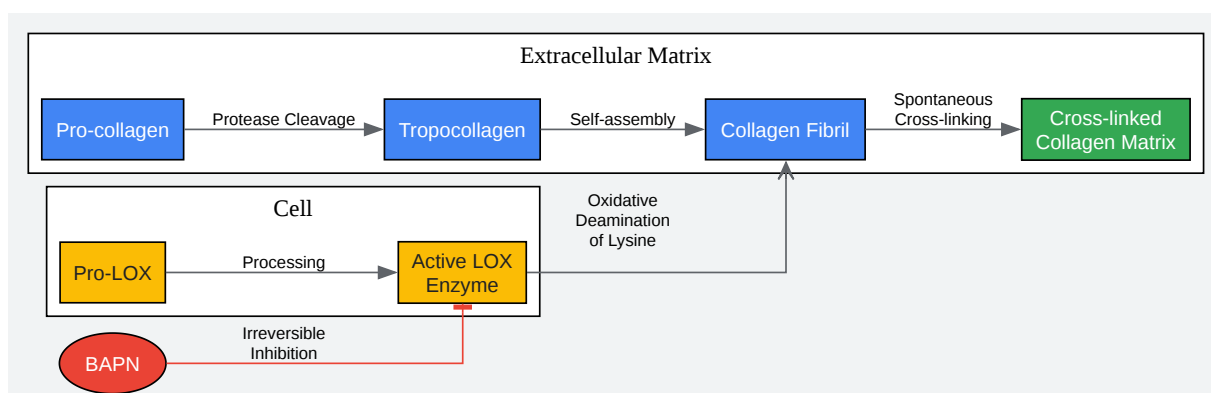 Extracellular Matrix
Pro-collagen
Protease Cleavage
Tropocollagen
Self-assembly
Collagen Fibril
Spontaneous
Cross-linking
Cross-linked
Collagen Matrix
Cell
Pro-LOX
Processing
Active LOX
Enzyme
Oxidative
Deamination
of Lysine
BAPN
Irreversible
Inhibition